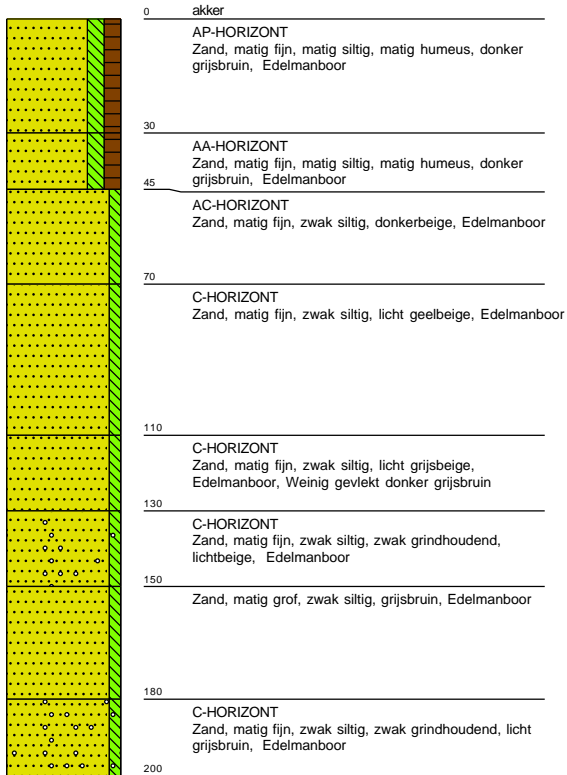 0 akker
AP-HORIZONT
Zand, matig fijn, matig siltig, matig humeus, donker
grijsbruin, Edelmanboor
30
AA-HORIZONT
Zand, matig fijn, matig siltig, matig humeus, donker
grijsbruin, Edelmanboor
45
AC-HORIZONT
Zand, matig fijn, zwak siltig, donkerbeige, Edelmanboor
70
C-HORIZONT
Zand, matig fijn, zwak siltig, licht geelbeige, Edelmanboor
110
C-HORIZONT
Zand, matig fijn, zwak siltig, licht grijsbeige,
Edelmanboor, Weinig gevlekt donker grijsbruin
130
C-HORIZONT
Zand, matig fijn, zwak siltig, zwak grindhoudend,
lichtbeige, Edelmanboor
150
Zand, matig grof, zwak siltig, grijsbruin, Edelmanboor
180
C-HORIZONT
Zand, matig fijn, zwak siltig, zwak grindhoudend, licht
grijsbruin, Edelmanboor
200